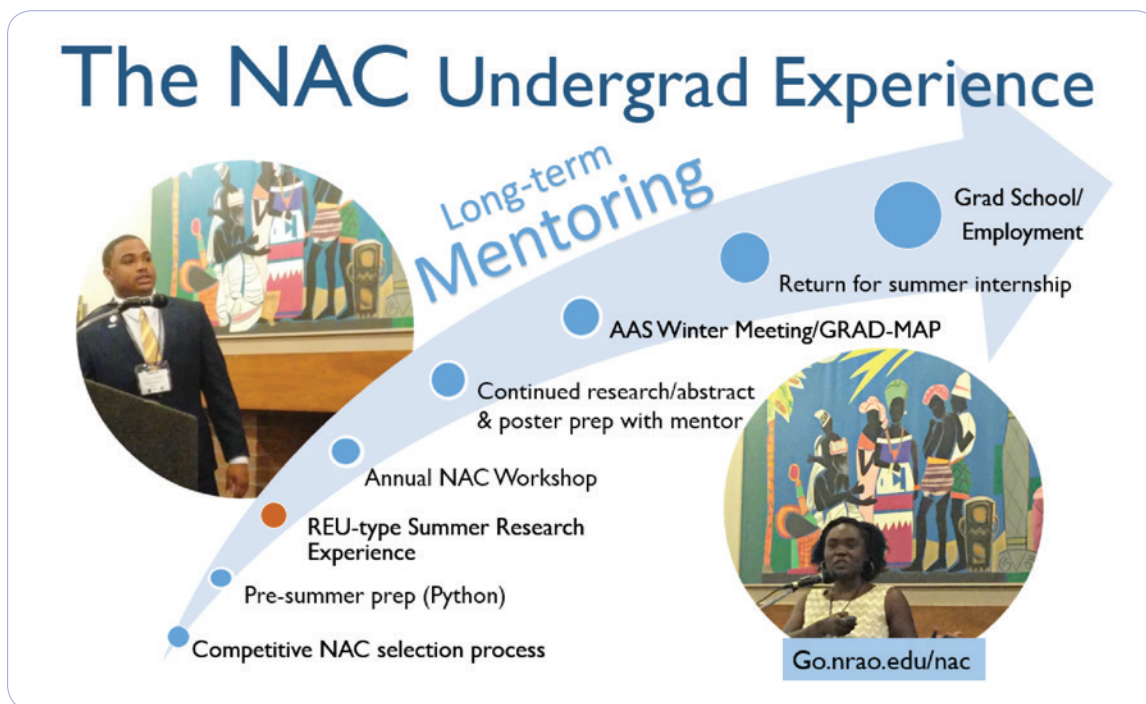 The NAC Undergrad Experience
Long-term
Mentoring
Grad School/
Employment
Return for summer internship
AAS Winter Meeting/GRAD-MAP
Continued research/abstract
& poster prep with mentor
Annual NAC Workshop
REU-type Summer Research
Experience
Pre-summer prep (Python)
Competitive NAC selection process
Go.nrao.edu/nac